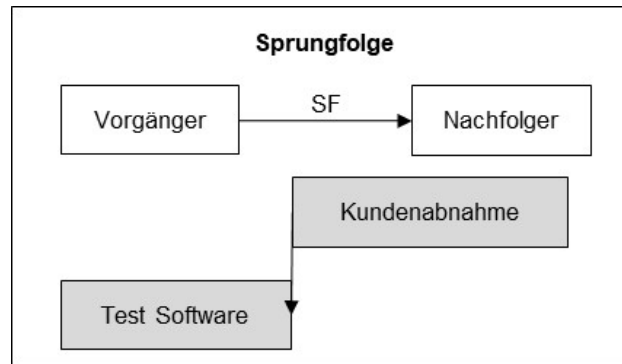 Sprungfolge
SF
Vorgänger
Nachfolger
Kundenabnahme
Test Software